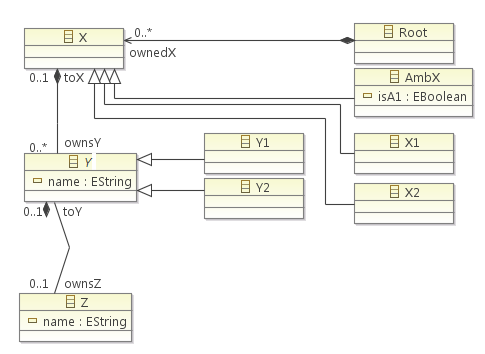 X
0..*
Root
ownedX
0..1
toX
AmbX
isA1 : EBoolean
ownsY
0..*
Y1
X1
Y
name : EString
Y2
X2
0..1
toY
0..1
ownsZ
Z
name : EString